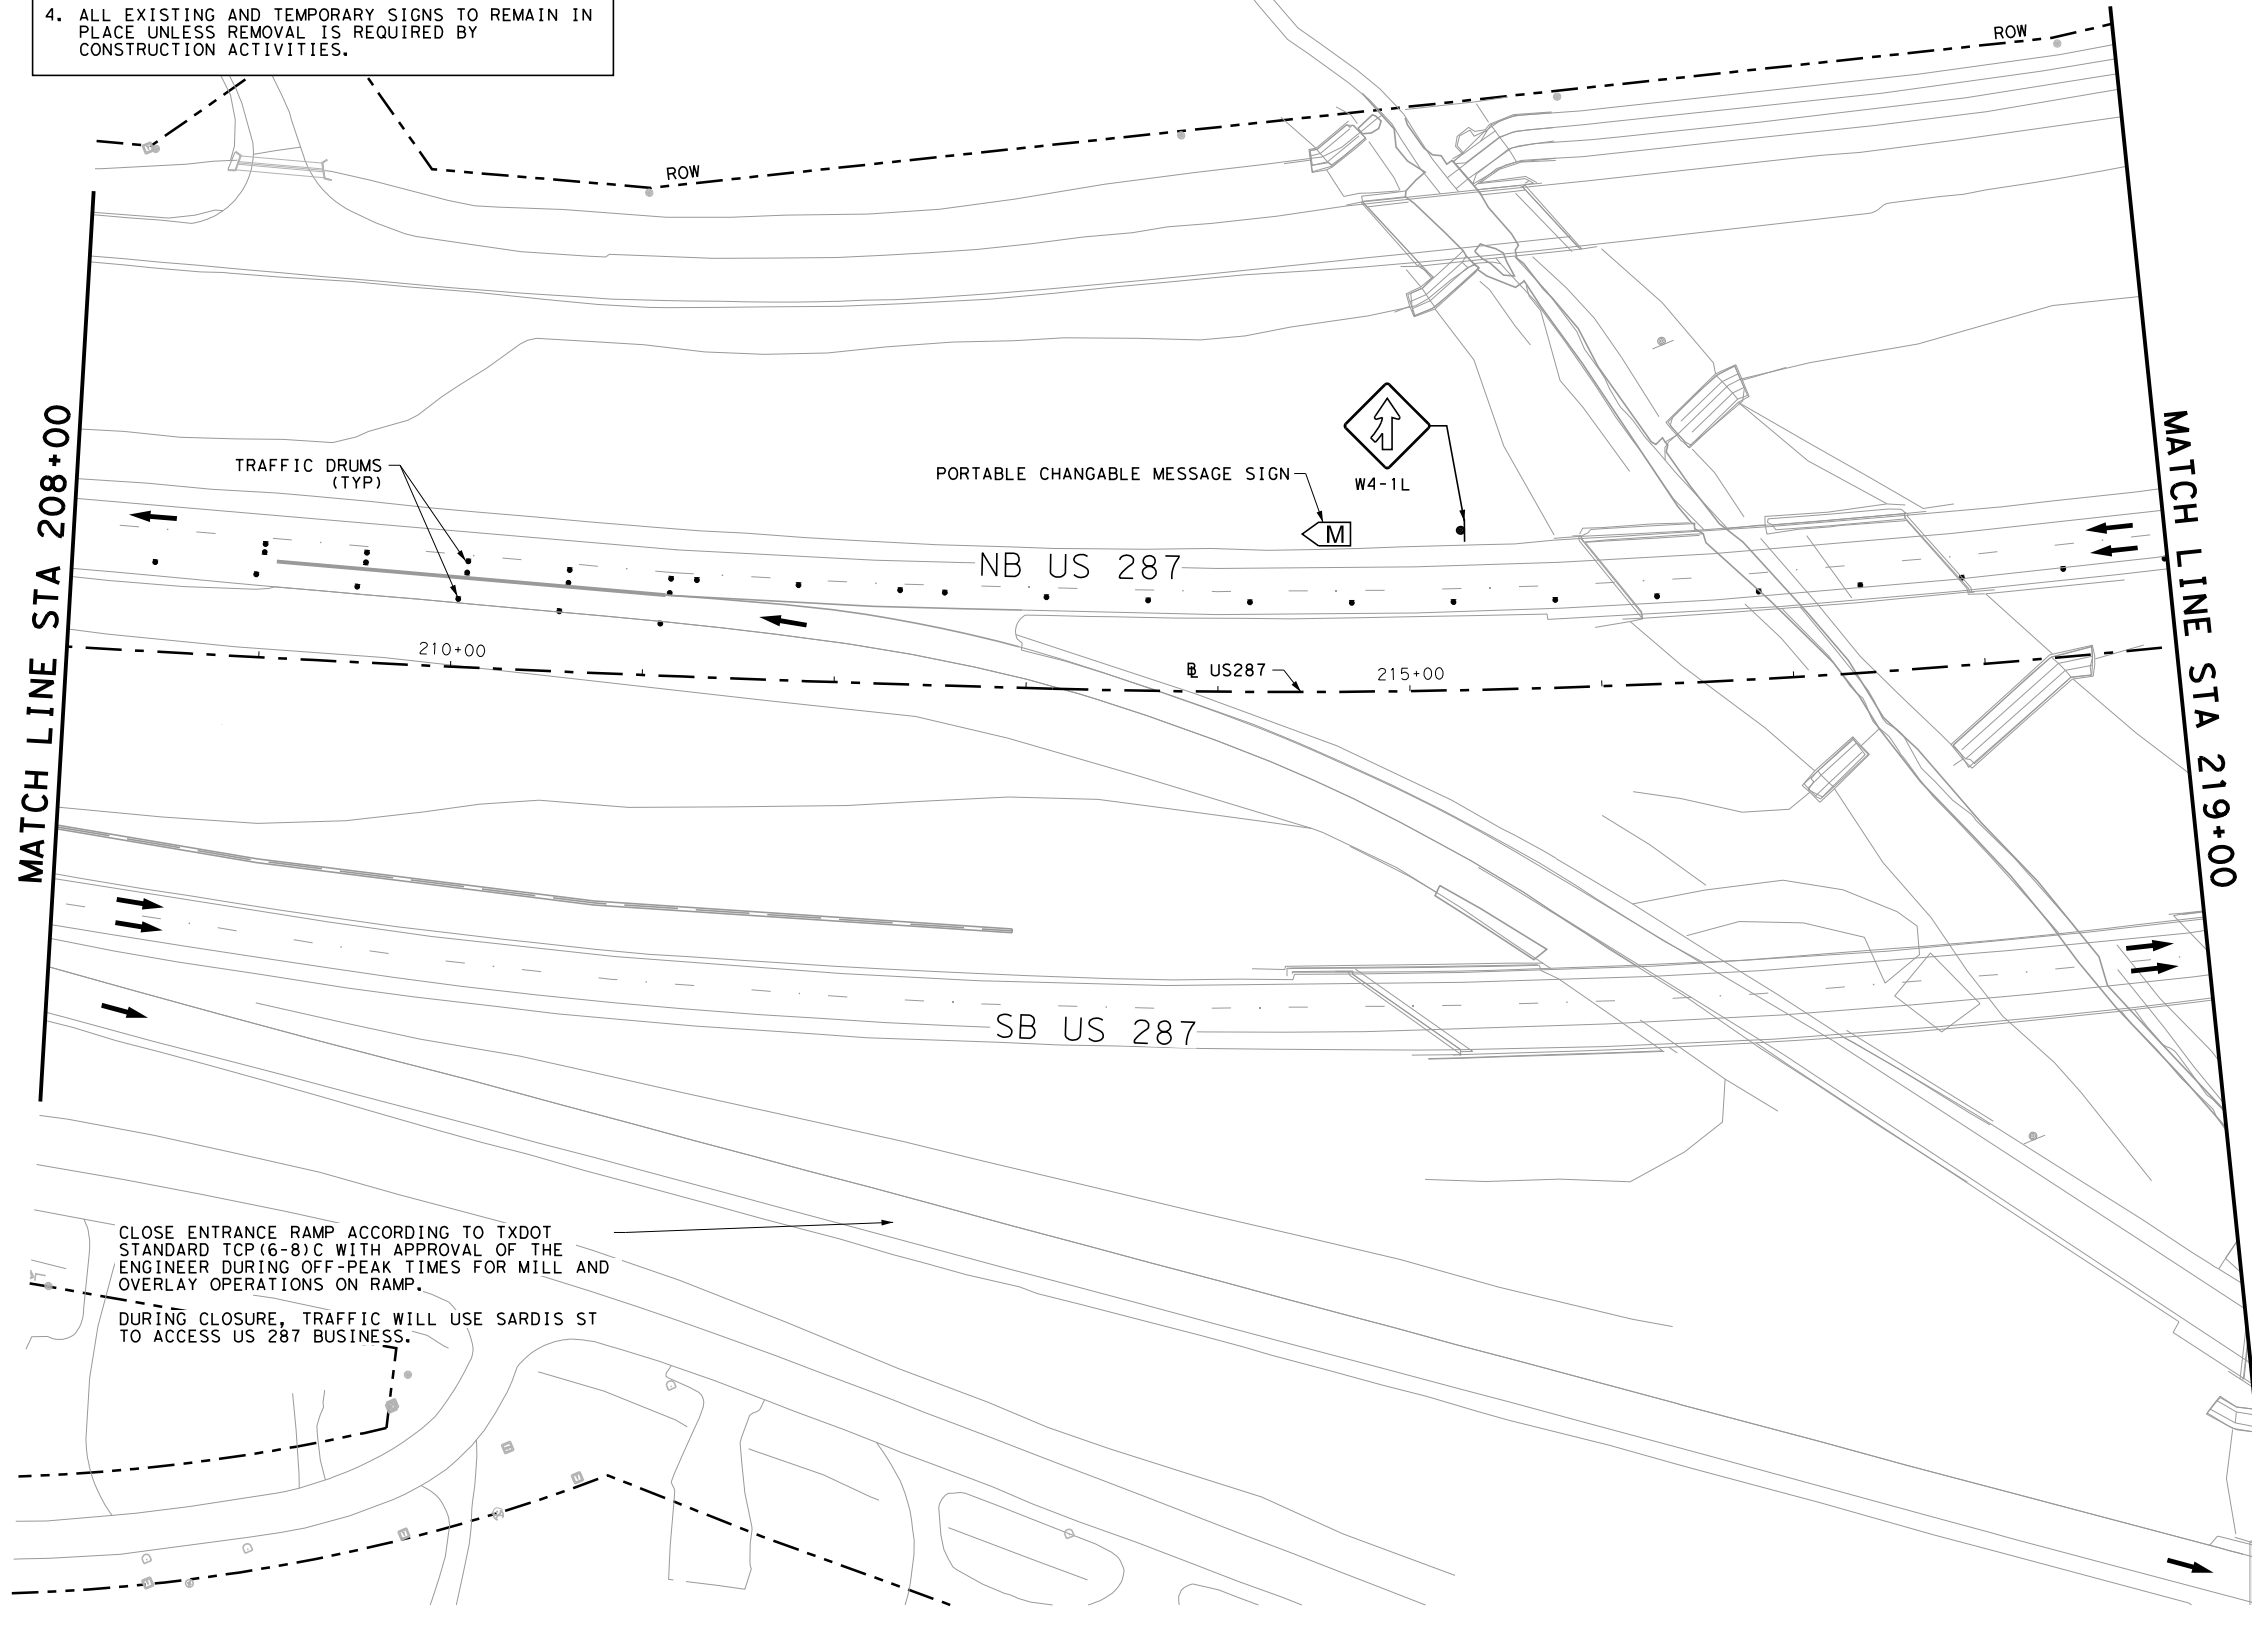 4. ALL EXISTING AND TEMPORARY SIGNS TO REMAIN IN
PLACE UNLESS REMOVAL IS REQUIRED BY
CONSTRUCTION ACTIVITIES.
ROW
ROW
MATCH LINE STA 208+00
MATCH LINE STA 219+00
TRAFFIC DRUMS
(TYP)
PORTABLE CHANGABLE MESSAGE SIGN
W4-1L
M
NB US 287
210+00
BL US287
215+00
SB US 287
CLOSE ENTRANCE RAMP ACCORDING TO TXDOT
STANDARD TCP(6-8)C WITH APPROVAL OF THE
ENGINEER DURING OFF-PEAK TIMES FOR MILL AND
OVERLAY OPERATIONS ON RAMP.
DURING CLOSURE, TRAFFIC WILL USE SARDIS ST
TO ACCESS US 287 BUSINESS.